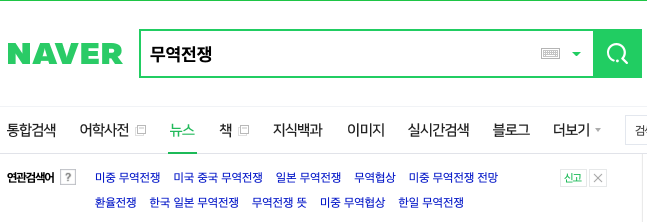 NAVER 무역전쟁
통합검색 어학사전 뉴스 책 지식백과 이미지 실시간검색 블로그 더보기
연관검색어 ? 미중 무역전쟁 미국 중국 무역전쟁 일본 무역전쟁 무역협상 미중 무역전쟁 전망 신고
환율전쟁 한국 일본 무역전쟁 무역전쟁 뜻 미중 무역협상 한일 무역전쟁